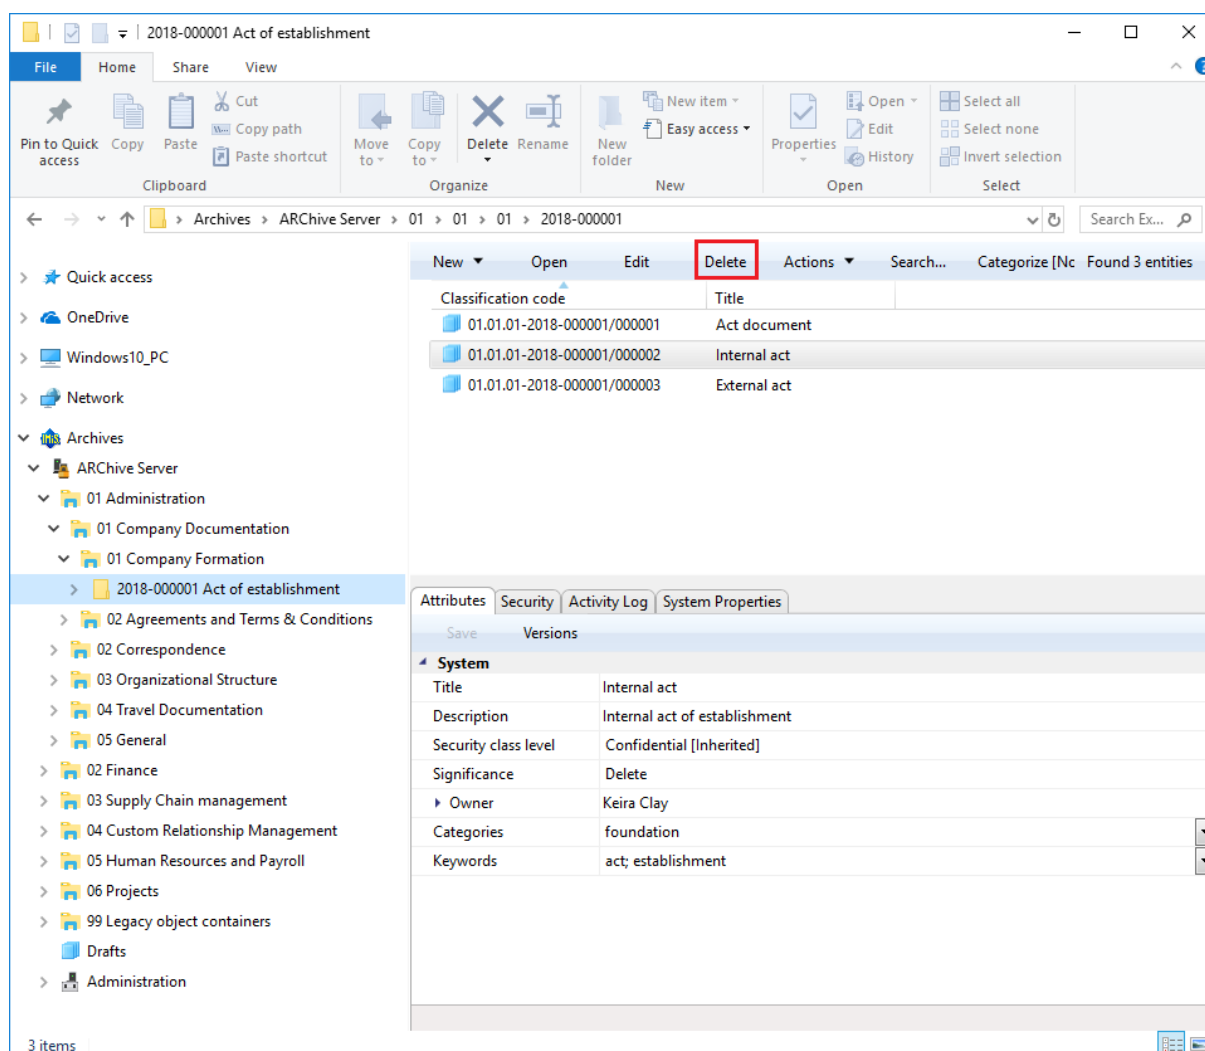 2018-000001 Act of establishment
File Home Share View
Pin to Quick access
Copy
Paste
Cut
Copy path
Paste shortcut
Clipboard
Move to
Copy to
Delete
Rename
Organize
New folder
New item
Easy access
New
Properties
Open
Edit
History
Open
Select all
Select none
Invert selection
Select
Archives > ARChive Server > 01 > 01 > 01 > 2018-000001
Search Ex...
Quick access
OneDrive
Windows10_PC
Network
Archives
ARChive Server
01 Administration
01 Company Documentation
01 Company Formation
2018-000001 Act of establishment
02 Agreements and Terms & Conditions
02 Correspondence
03 Organizational Structure
04 Travel Documentation
05 General
02 Finance
03 Supply Chain management
04 Custom Relationship Management
05 Human Resources and Payroll
06 Projects
99 Legacy object containers
Drafts
Administration
New Open Edit Delete Actions Search... Categorize [Nc Found 3 entities
Classification code Title
01.01.01-2018-000001/000001 Act document
01.01.01-2018-000001/000002 Internal act
01.01.01-2018-000001/000003 External act
Attributes Security Activity Log System Properties
Save Versions
System
Title Internal act
Description Internal act of establishment
Security class level Confidential [Inherited]
Significance Delete
Owner Keira Clay
Categories foundation
Keywords act; establishment
3 items